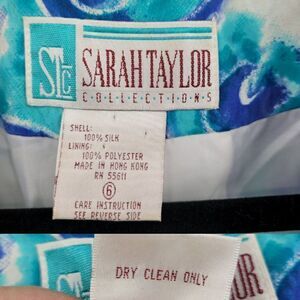 STC
SARAH TAYLOR
COLLECTIONS
SHELL:
100% SILK
LINING:
100% POLYESTER
MADE IN HONG KONG
RN 55611
6
CARE INSTRUCTION
SEE REVERSE SIDE
DRY CLEAN ONLY
LOR
N S